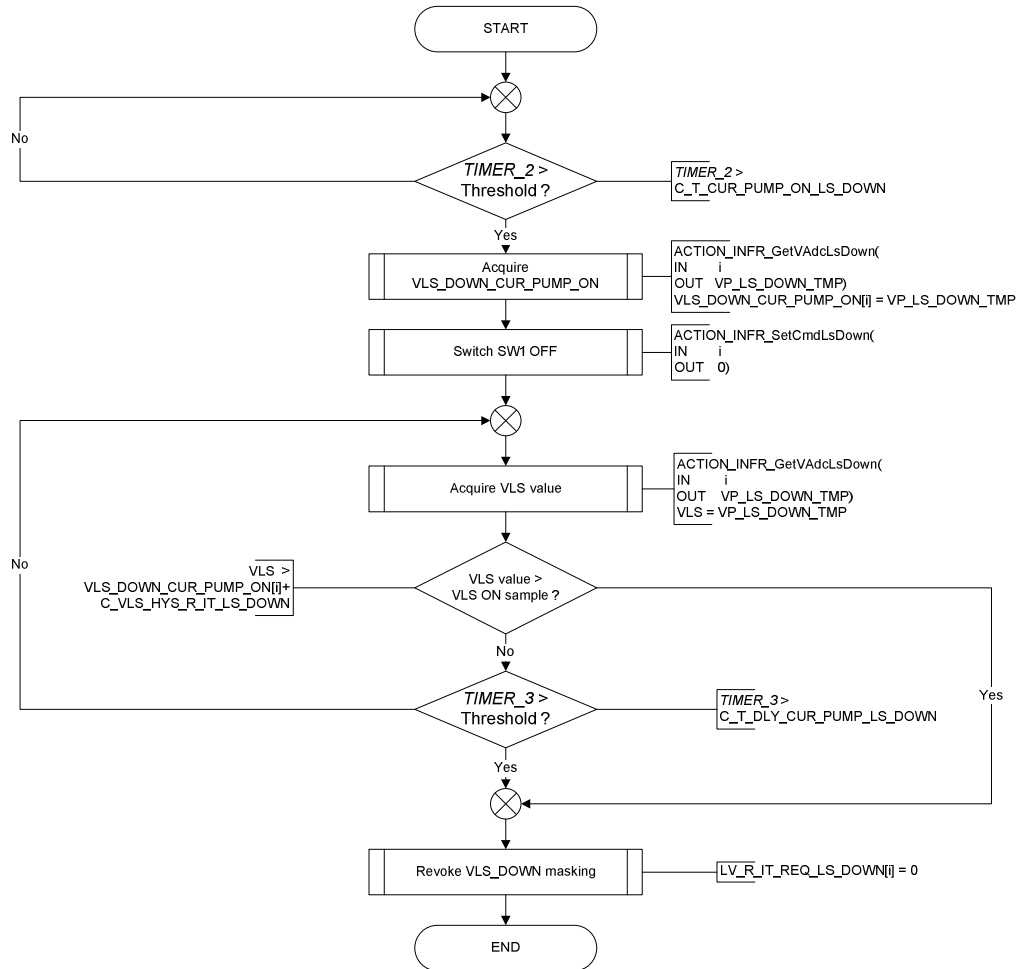 START
No
TIMER_2 >
Threshold ?
TIMER_2 >
C_T_CUR_PUMP_ON_LS_DOWN
Yes
Acquire
VLS_DOWN_CUR_PUMP_ON
ACTION_INFR_GetVAdcLsDown(
IN i
OUT VP_LS_DOWN_TMP)
VLS_DOWN_CUR_PUMP_ON[i] = VP_LS_DOWN_TMP
Switch SW1 OFF
ACTION_INFR_SetCmdLsDown(
IN i
OUT 0)
Acquire VLS value
ACTION_INFR_GetVAdcLsDown(
IN i
OUT VP_LS_DOWN_TMP)
VLS = VP_LS_DOWN_TMP
No
VLS >
VLS_DOWN_CUR_PUMP_ON[i]+
C_VLS_HYS_R_IT_LS_DOWN
VLS value >
VLS ON sample ?
No
Yes
TIMER_3 >
Threshold ?
TIMER_3 >
C_T_DLY_CUR_PUMP_LS_DOWN
Yes
Revoke VLS_DOWN masking
LV_R_IT_REQ_LS_DOWN[i] = 0
END